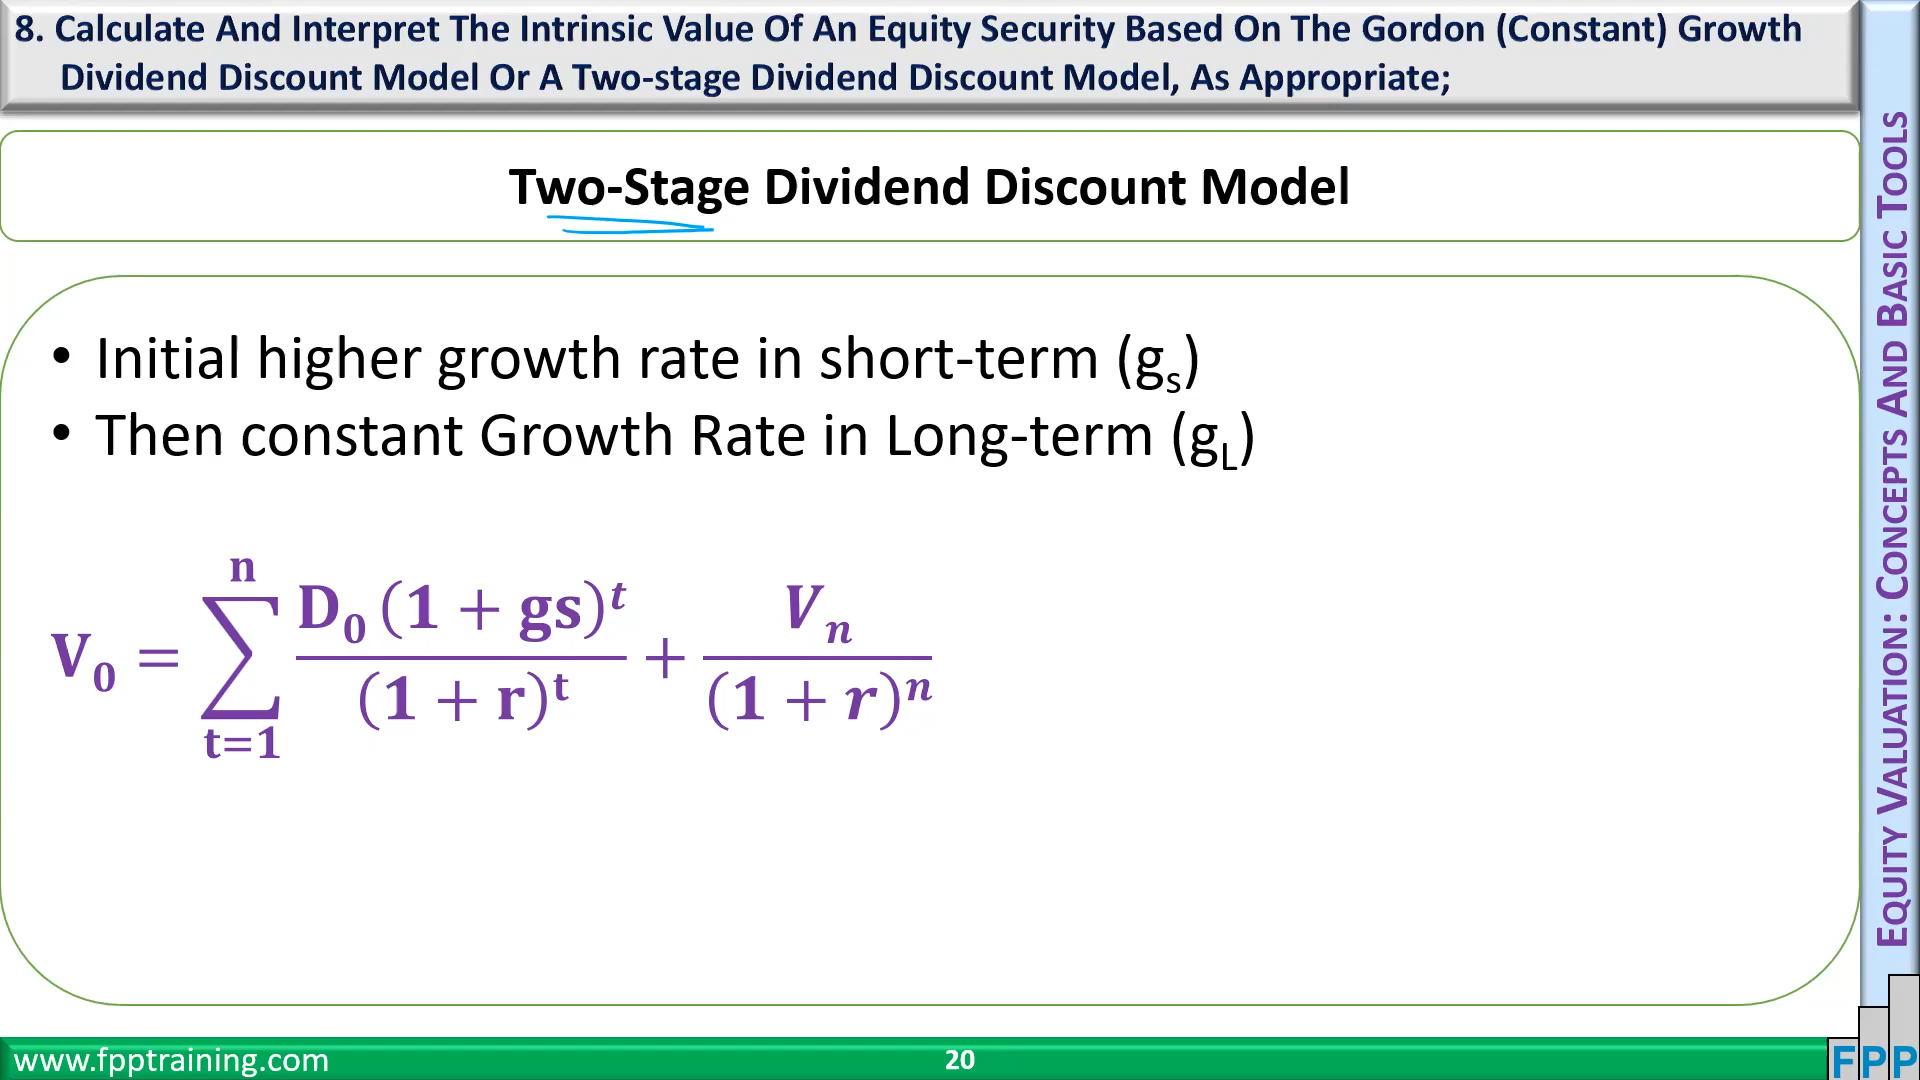 8. Calculate And Interpret The Intrinsic Value Of An Equity Security Based On The Gordon (Constant) Growth
Dividend Discount Model Or A Two-stage Dividend Discount Model, As Appropriate;
Two-Stage Dividend Discount Model
• Initial higher growth rate in short-term (gₛ)
• Then constant Growth Rate in Long-term (g_L)
V₀ = ∑_{t=1}^{n} D₀ (1 + gs)^t / (1 + r)^t + Vₙ / (1 + r)^n
EQUITY VALUATION: CONCEPTS AND BASIC TOOLS
www.fpptraining.com
20
FPP